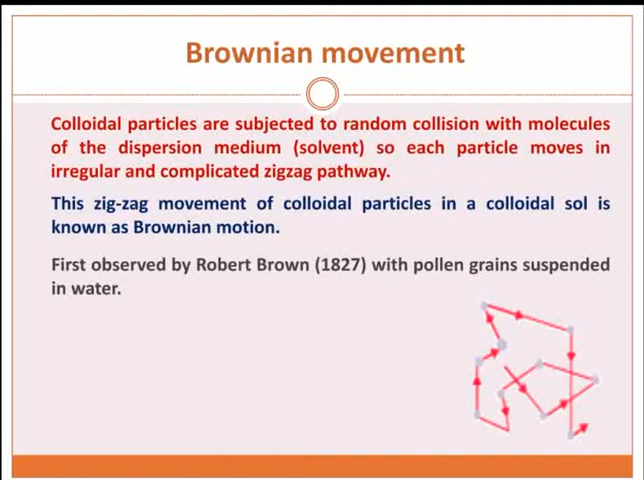 Brownian movement
Colloidal particles are subjected to random collision with molecules
of the dispersion medium (solvent) so each particle moves in
irregular and complicated zigzag pathway.
This zig-zag movement of colloidal particles in a colloidal sol is
known as Brownian motion.
First observed by Robert Brown (1827) with pollen grains suspended
in water.